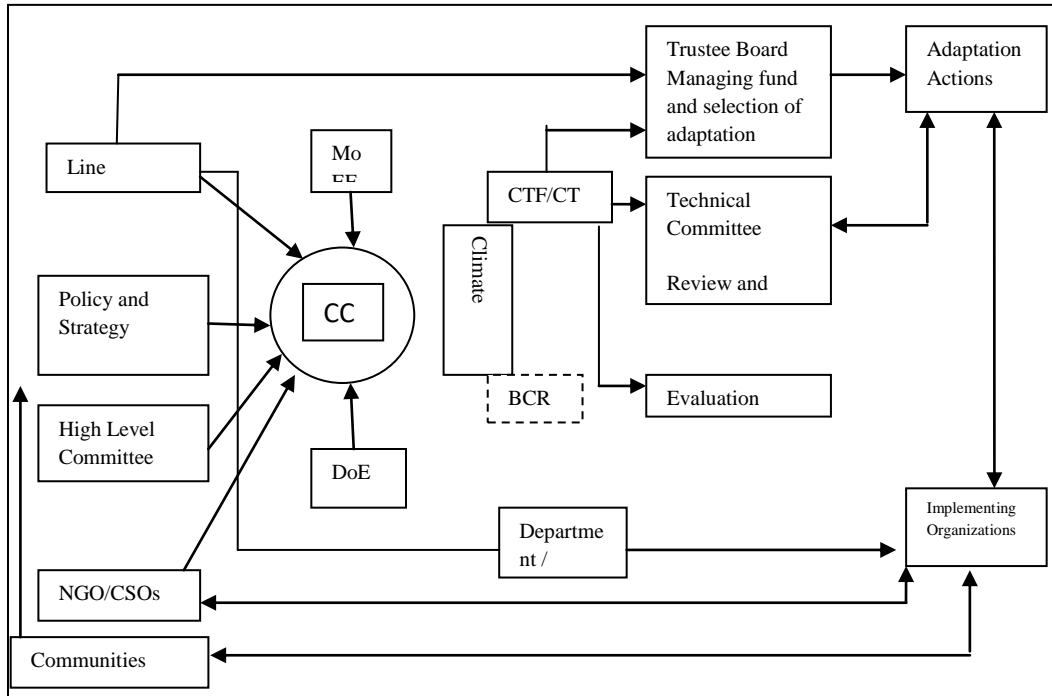 Trustee Board
Managing fund
and selection of
adaptation
Adaptation
Actions
Line
Mo
CTF/CT
Technical
Committee
Review and
Climate
Policy and
Strategy
CC
BCR
Evaluation
High Level
Committee
DoE
Departme
nt /
Implementing
Organizations
NGO/CSOs
Communities